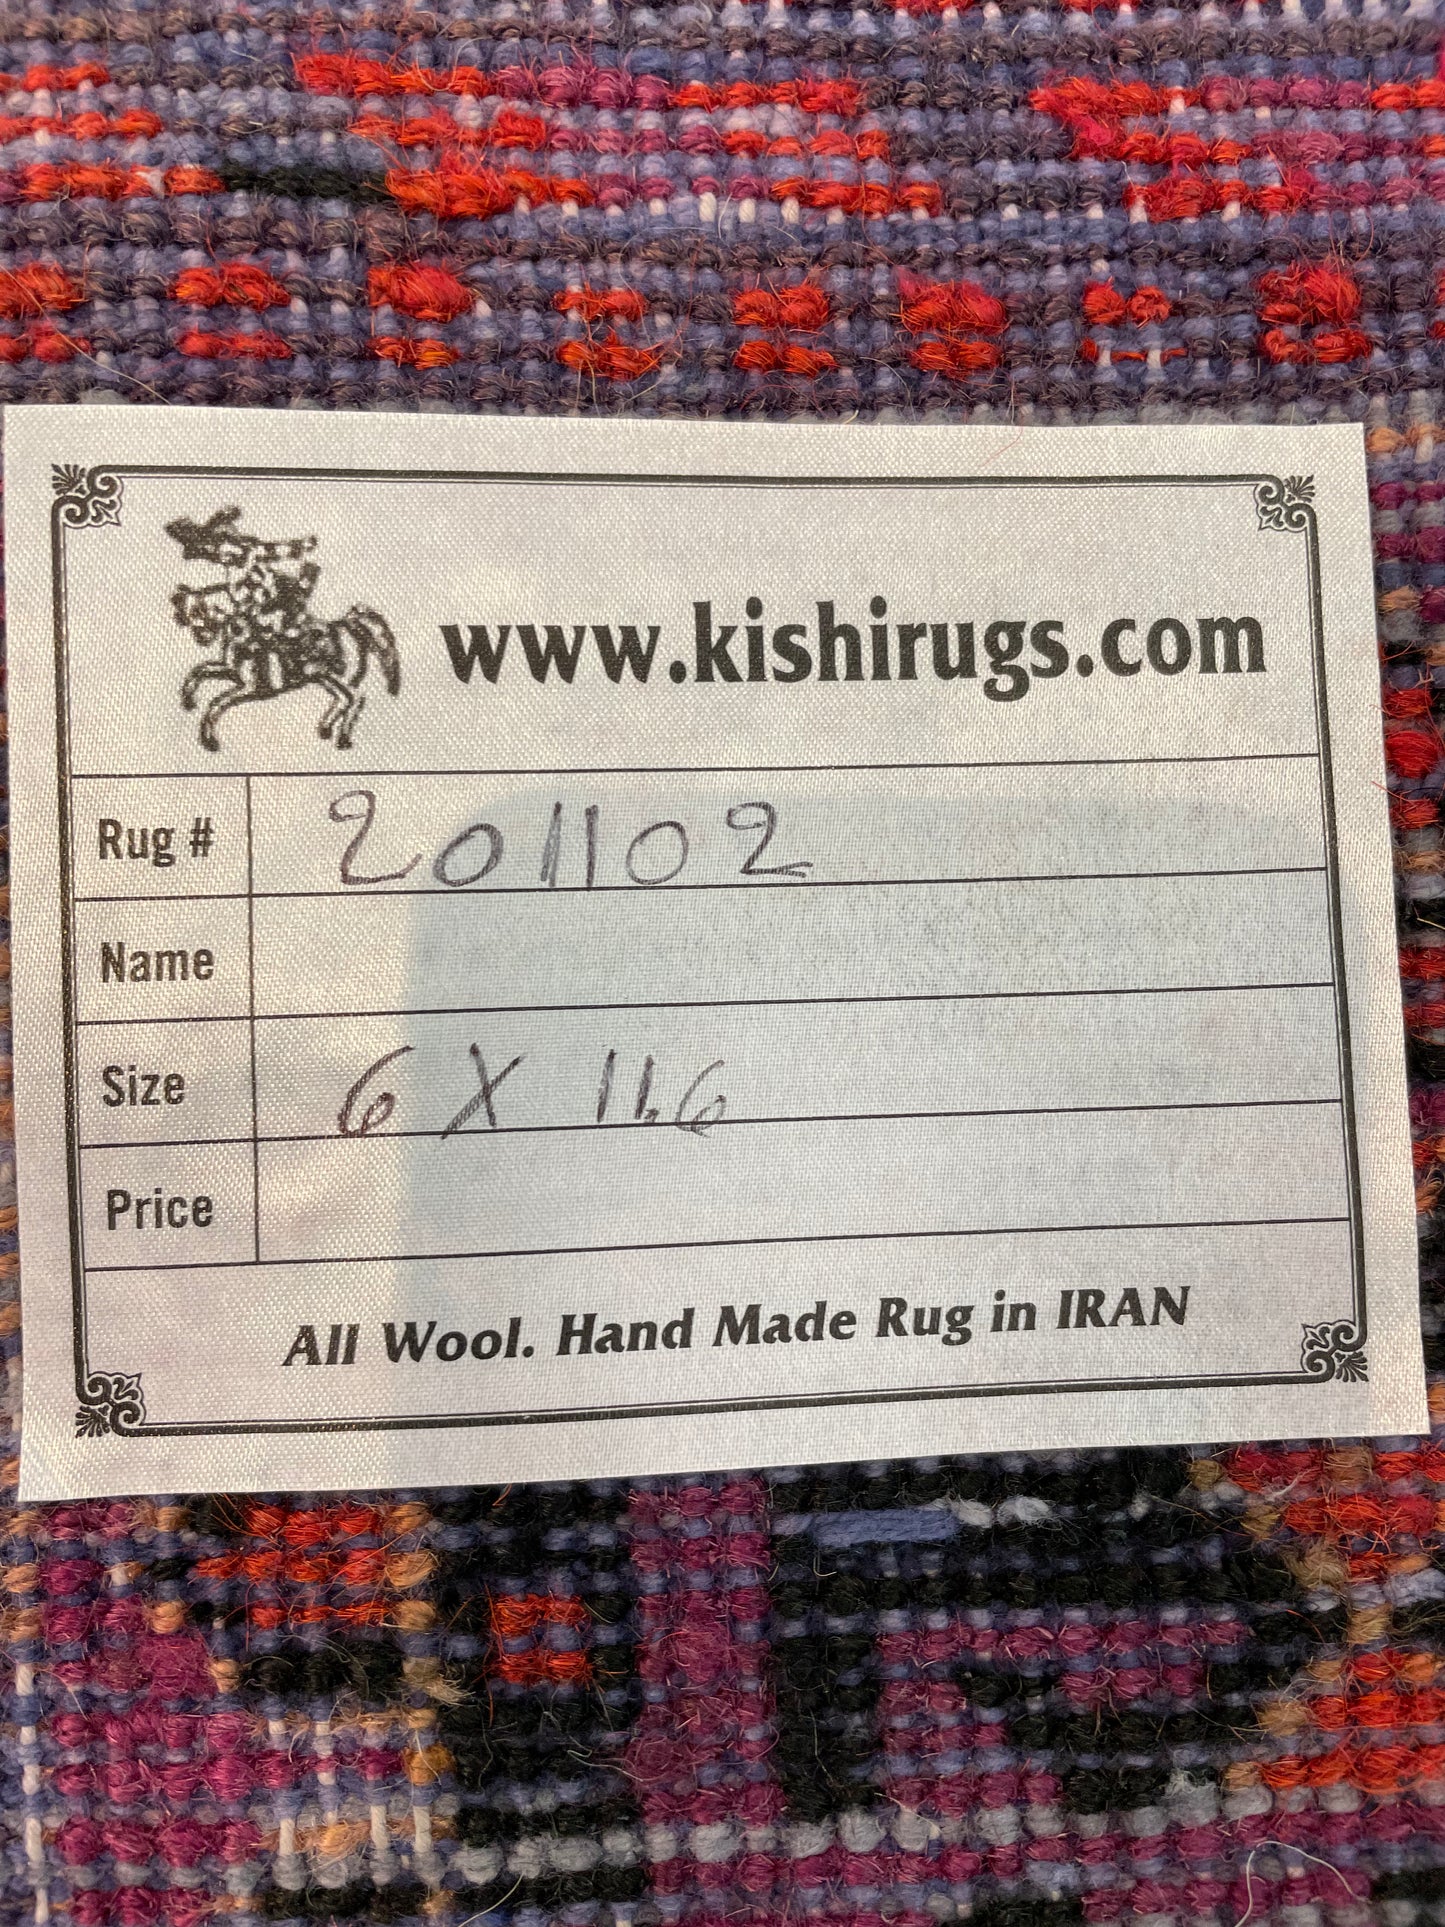 www.kishirugs.com
Rug # 201102
Name
Size 6 X 11.6
Price
All Wool. Hand Made Rug in IRAN